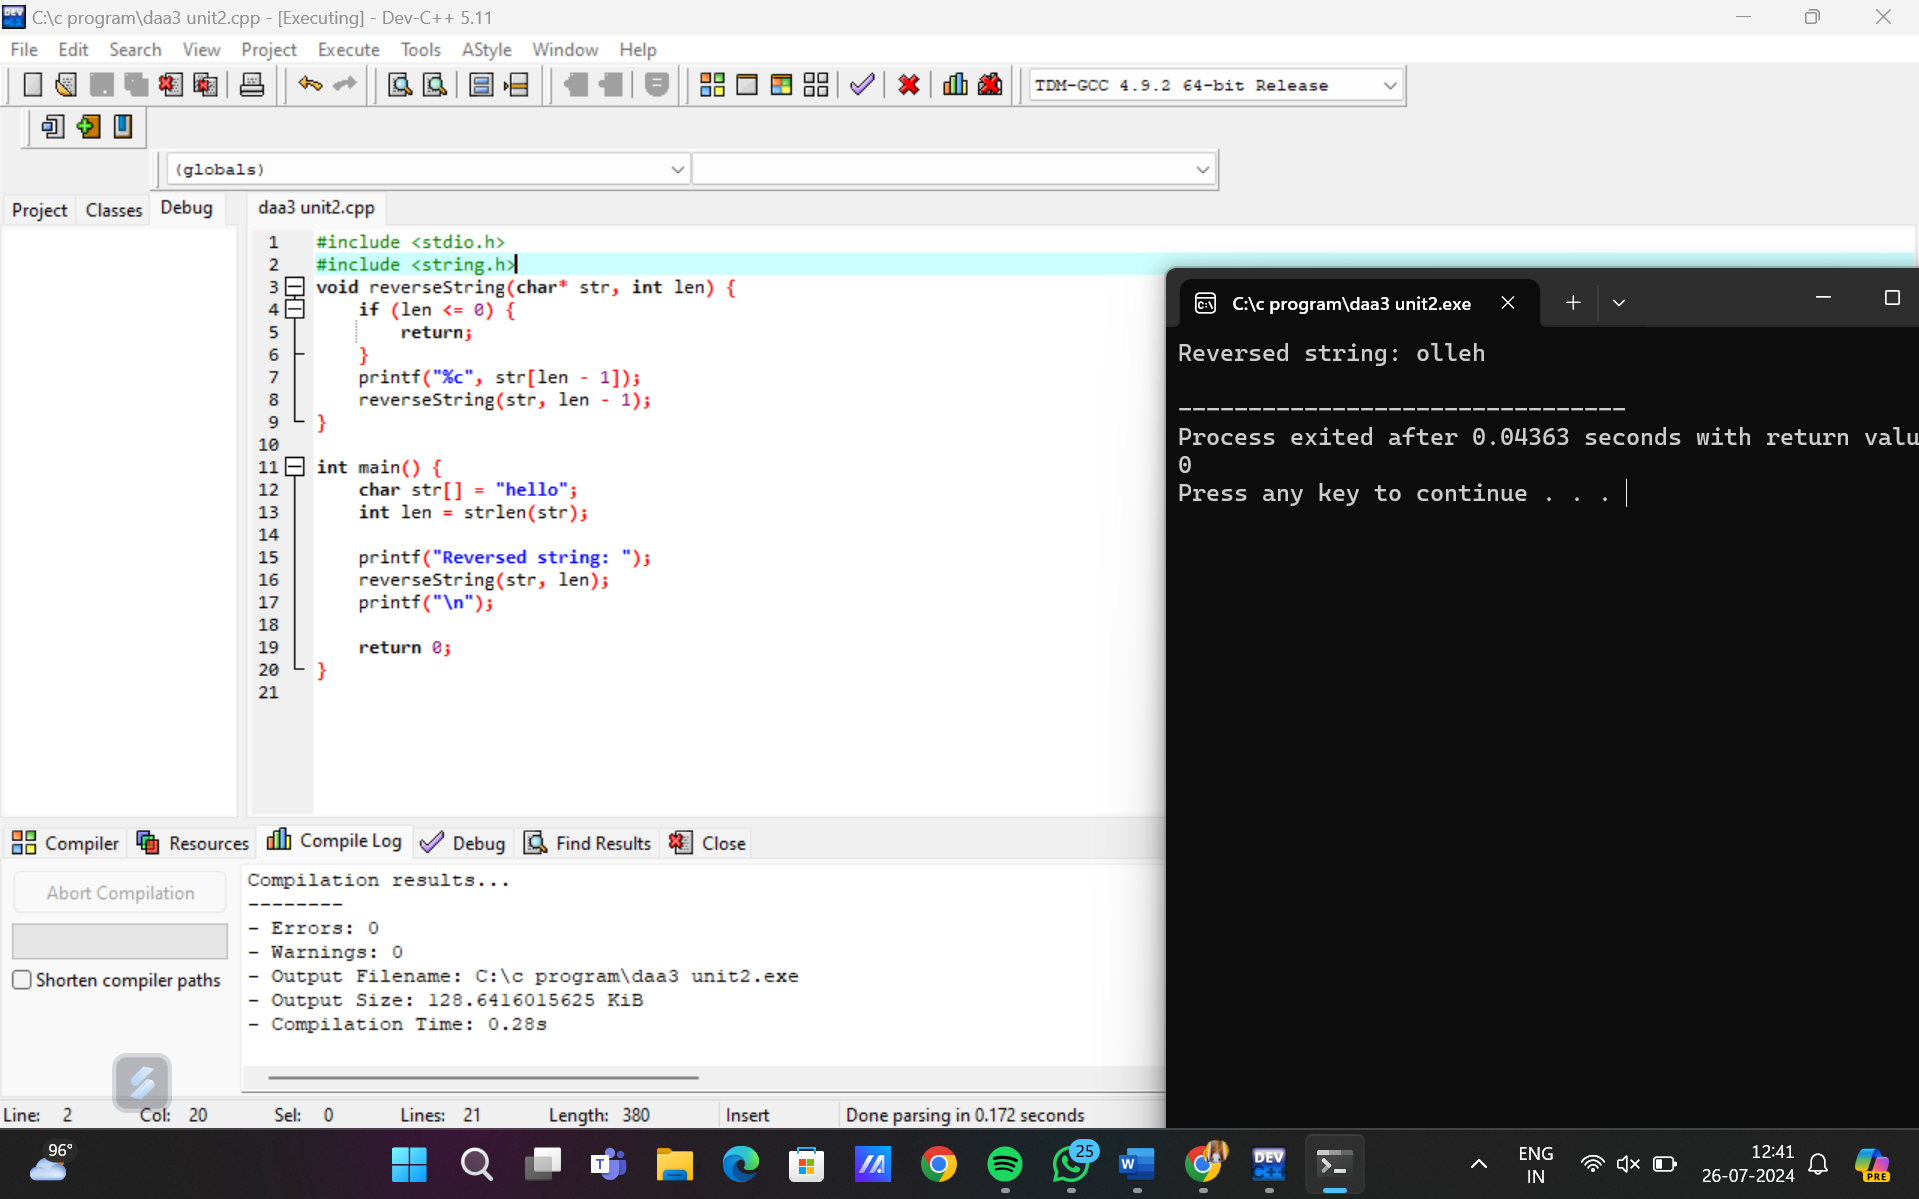 C:\c program\daa3 unit2.cpp - [Executing] - Dev-C++ 5.11
File Edit Search View Project Execute Tools AStyle Window Help
TDM-GCC 4.9.2 64-bit Release
(globals)
Project Classes Debug
daa3 unit2.cpp
1 #include <stdio.h>
2 #include <string.h>
3 void reverseString(char* str, int len) {
4 if (len <= 0) {
5 return;
6 }
7 printf("%c", str[len - 1]);
8 reverseString(str, len - 1);
9 }
10
11 int main() {
12 char str[] = "hello";
13 int len = strlen(str);
14
15 printf("Reversed string: ");
16 reverseString(str, len);
17 printf("\n");
18
19 return 0;
20 }
21
C:\c program\daa3 unit2.exe
Reversed string: olleh
--------------------------------
Process exited after 0.04363 seconds with return valu
0
Press any key to continue . . .
Compiler Resources Compile Log Debug Find Results Close
Abort Compilation
Shorten compiler paths
Compilation results...
--------
- Errors: 0
- Warnings: 0
- Output Filename: C:\c program\daa3 unit2.exe
- Output Size: 128.6416015625 KiB
- Compilation Time: 0.28s
Line: 2 Col: 20 Sel: 0 Lines: 21 Length: 380 Insert Done parsing in 0.172 seconds
96°
25
DEV C++
ENG
IN
12:41
26-07-2024
PRE